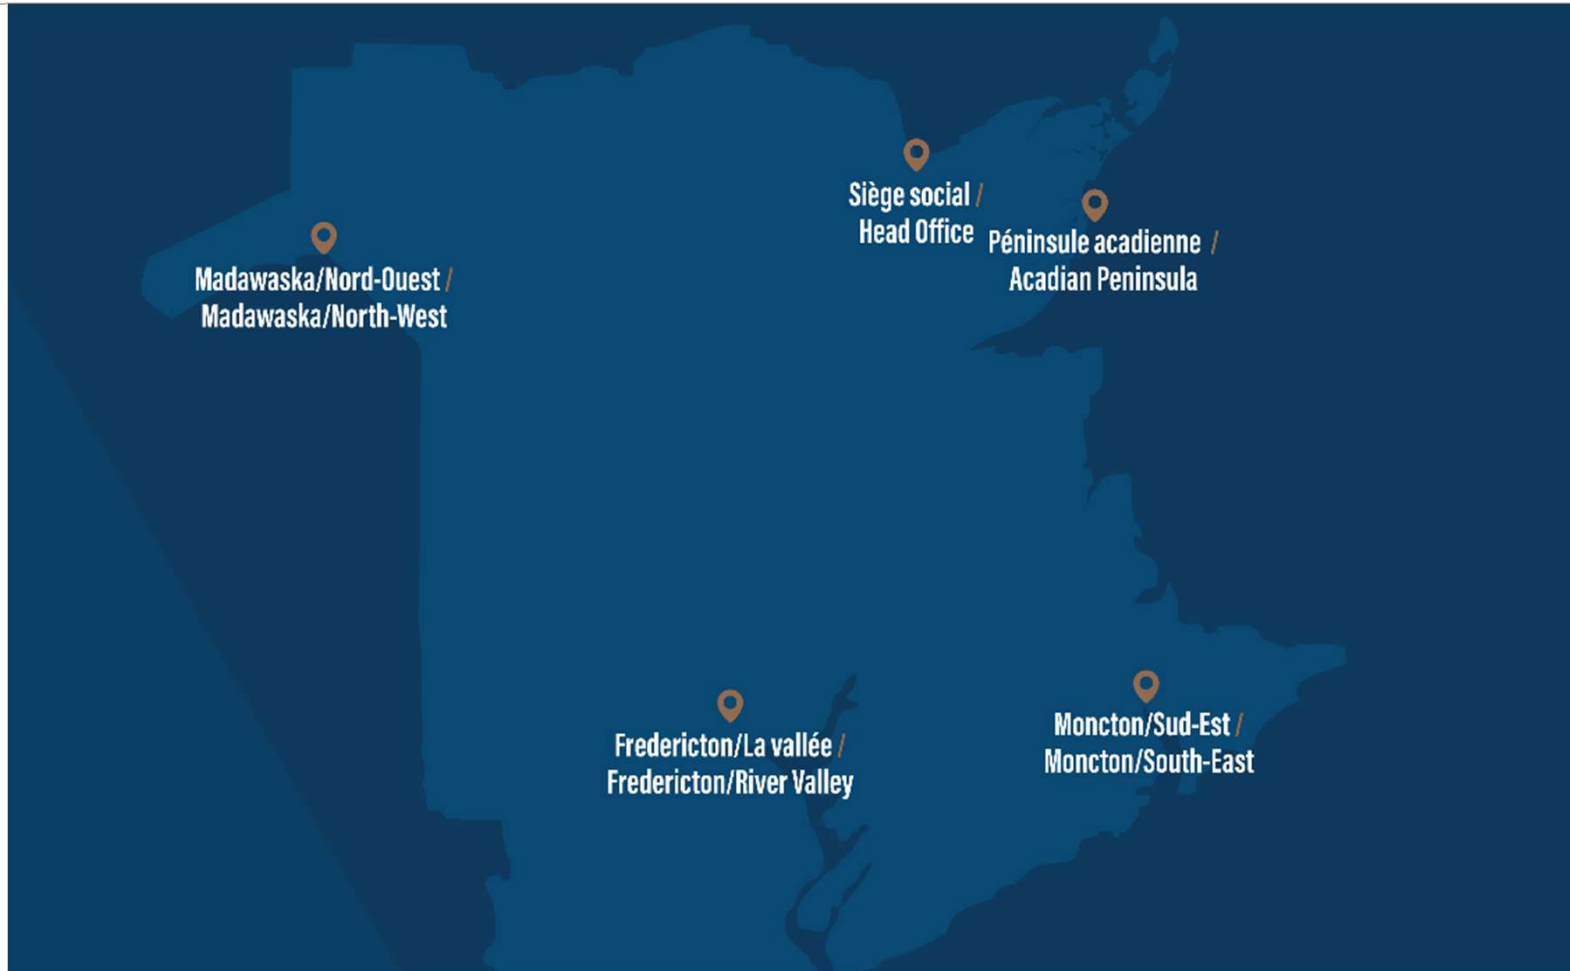 Siège social /
Head Office
Péninsule acadienne /
Acadian Peninsula
Madawaska/Nord-Ouest /
Madawaska/North-West
Fredericton/La vallée /
Fredericton/River Valley
Moncton/Sud-Est /
Moncton/South-East